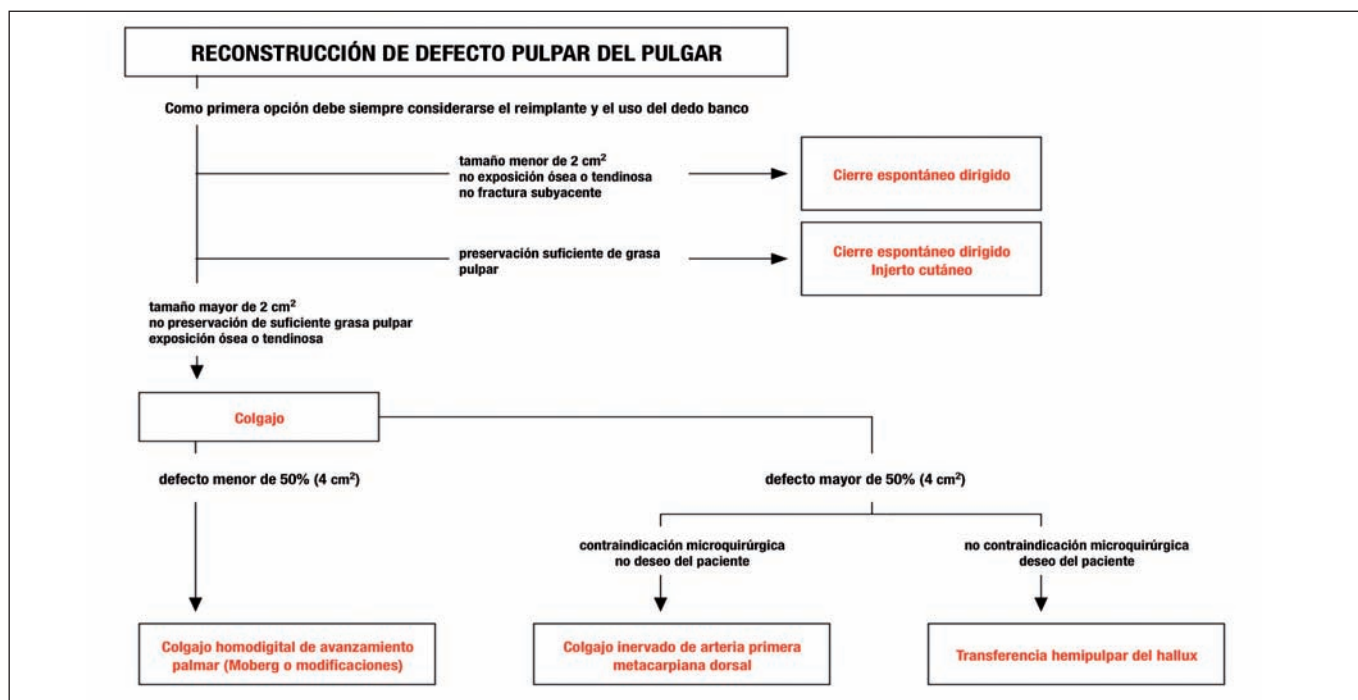 RECONSTRUCCIÓN DE DEFECTO PULPAR DEL PULGAR
Como primera opción debe siempre considerarse el reimplante y el uso del dedo banco
tamaño menor de 2 cm²
no exposición ósea o tendinosa
no fractura subyacente
Cierre espontáneo dirigido
preservación suficiente de grasa
pulpar
Cierre espontáneo dirigido
Injerto cutáneo
tamaño mayor de 2 cm²
no preservación de suficiente grasa pulpar
exposición ósea o tendinosa
Colgajo
defecto menor de 50% (4 cm²)
defecto mayor de 50% (4 cm²)
contraindicación microquirúrgica
no deseo del paciente
no contraindicación microquirúrgica
deseo del paciente
Colgajo homodigital de avanzamiento
palmar (Moberg o modificaciones)
Colgajo inervado de arteria primera
metacarpiana dorsal
Transferencia hemipulpar del hallux